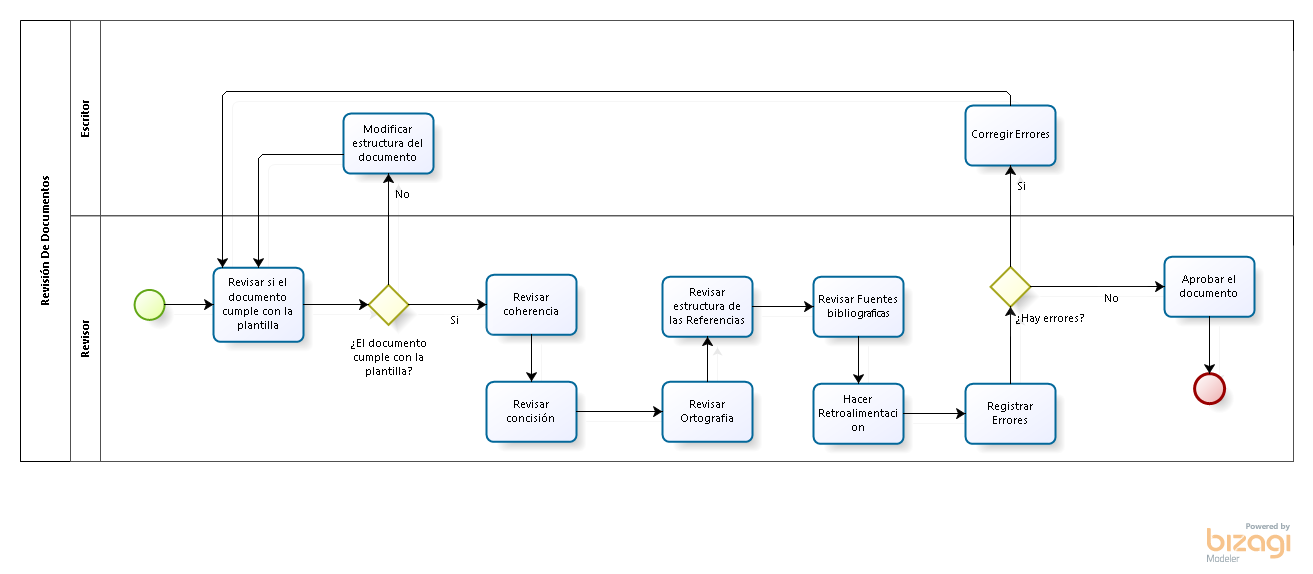 Revisión De Documentos
Escritor
Modificar
estructura del
documento
No
Corregir Errores
Si
Revisor
Revisar si el
documento
cumple con la
plantilla
¿El documento
cumple con la
plantilla?
Si
Revisar
coherencia
Revisar
concisión
Revisar
Ortografia
Revisar
estructura de
las Referencias
Revisar Fuentes
bibliograficas
Hacer
Retroalimentaci
on
Registrar
Errores
¿Hay errores?
No
Aprobar el
documento
Powered by
bizagi
Modeler